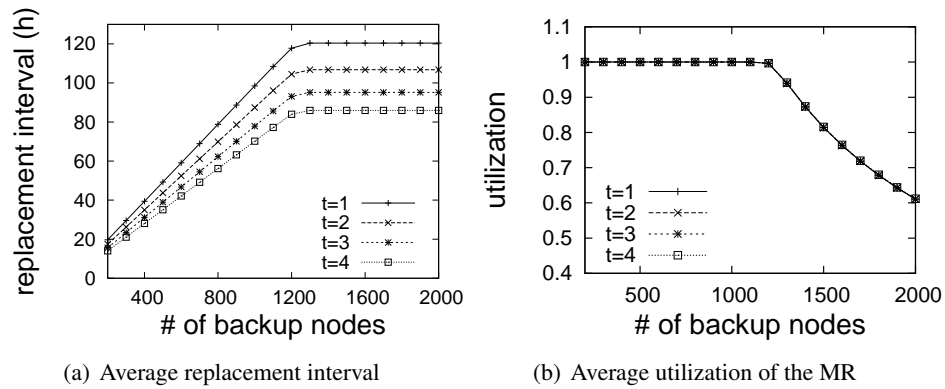 replacement interval (h)
120
100
80
60
40
20
0
t=1
t=2
t=3
t=4
400
800
1200
1600
2000
# of backup nodes
(a) Average replacement interval
utilization
1.1
1
0.9
0.8
0.7
0.6
0.5
0.4
t=1
t=2
t=3
t=4
500
1000
1500
2000
# of backup nodes
(b) Average utilization of the MR